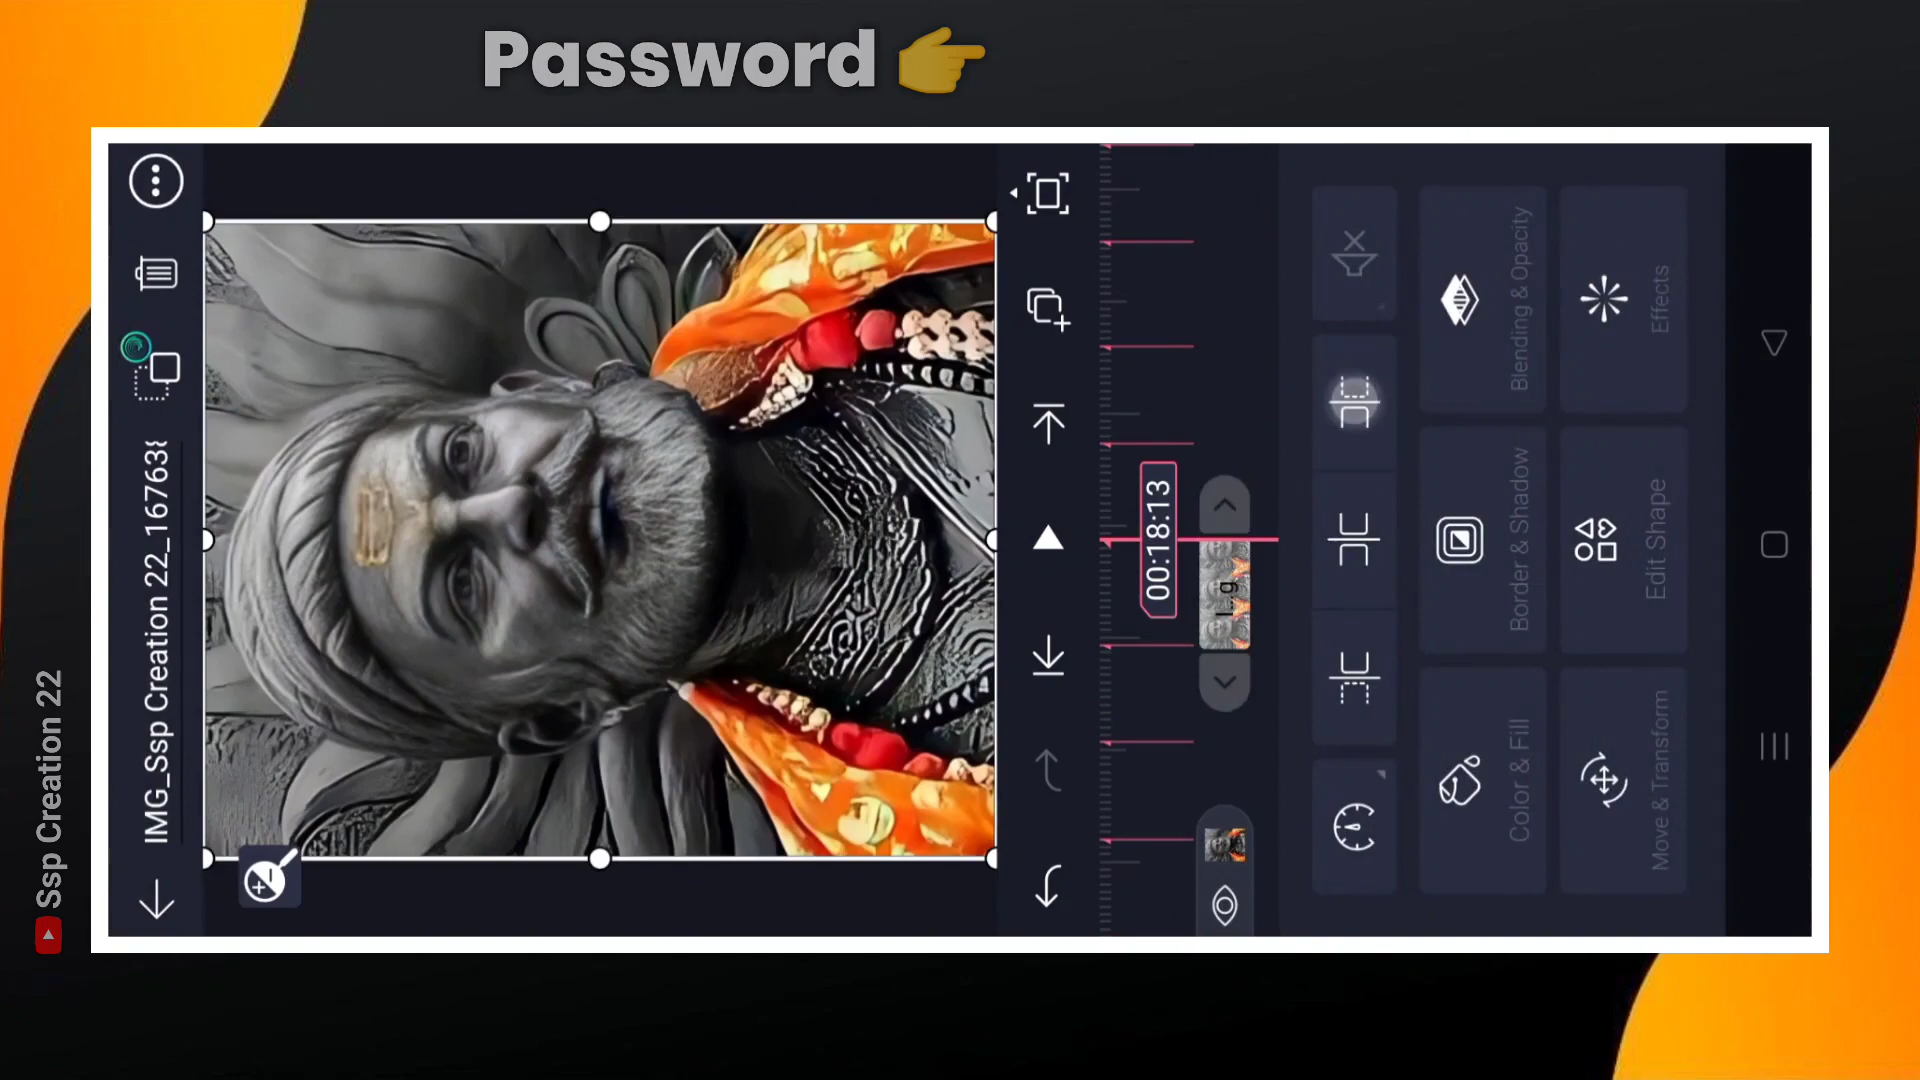 Password 👉
Ssp Creation 22
IMG_Ssp Creation 22_16763
00:18:13
Blending & Opacity
Effects
Border & Shadow
Edit Shape
Color & Fill
Move & Transform